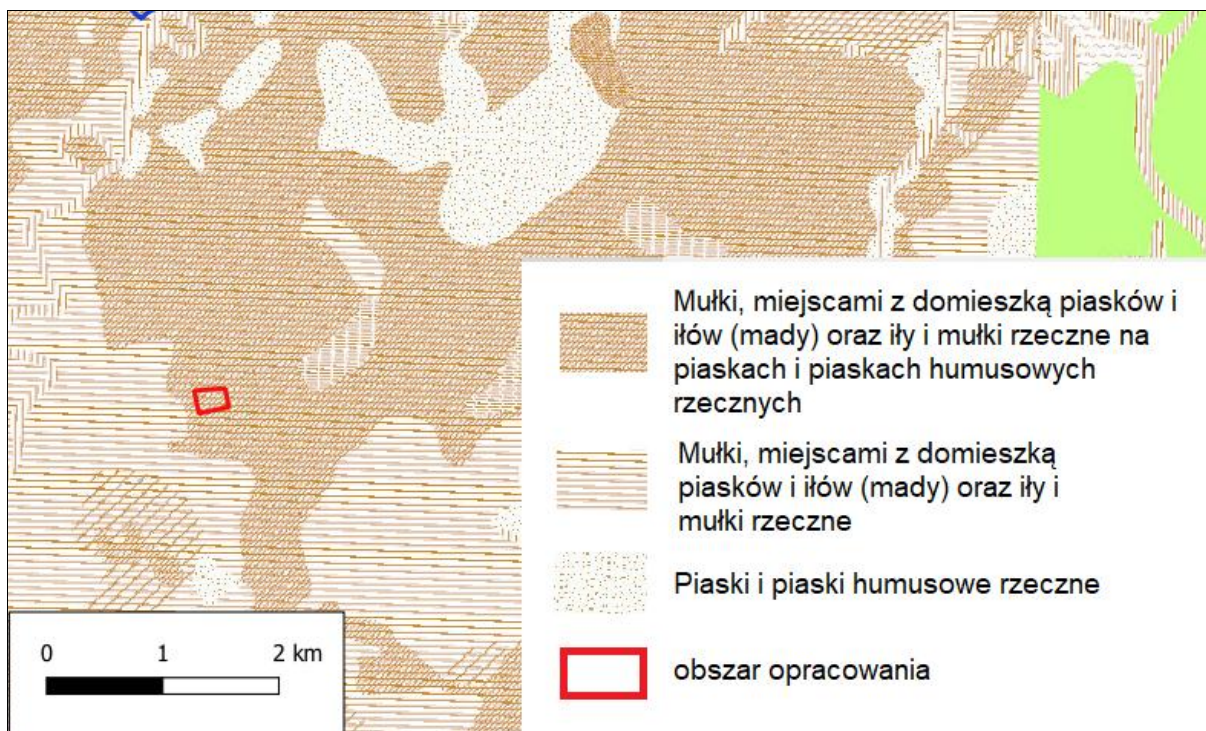 Mułki, miejscami z domieszką piasków i
iłów (mady) oraz iły i mułki rzeczne na
piaskach i piaskach humusowych
rzecznych
Mułki, miejscami z domieszką
piasków i iłów (mady) oraz iły i
mułki rzeczne
Piaski i piaski humusowe rzeczne
obszar opracowania
0 1 2 km